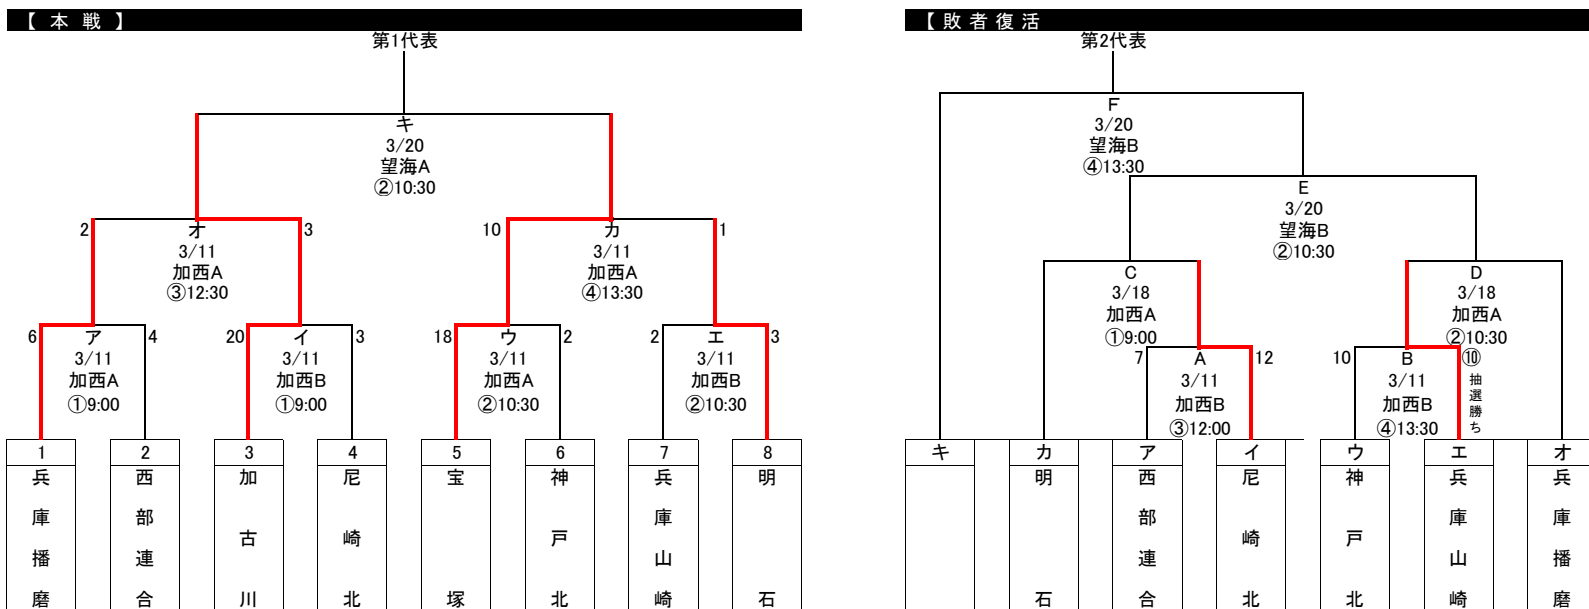 【 本 戦 】
第1代表
キ
3/20
望海A
②10:30
2 オ 3
3/11
加西A
③12:30
10 カ 1
3/11
加西A
④13:30
6 ア 4
3/11
加西A
①9:00
20 イ 3
3/11
加西B
①9:00
18 ウ 2
3/11
加西A
②10:30
2 エ 3
3/11
加西B
②10:30
1 2 3 4 5 6 7 8
兵庫播磨
西部連合
加古川
尼崎北
宝塚
神戸北
兵庫山崎
明石
【 敗 者 復 活
第2代表
F
3/20
望海B
④13:30
E
3/20
望海B
②10:30
C
3/18
加西A
①9:00
D
3/18
加西A
②10:30
7 A 12
3/11
加西B
③12:00
10 B ⑩
3/11
加西B
④13:30
抽選勝ち
キ カ ア イ ウ エ オ
明石
西部連合
尼崎北
神戸北
兵庫山崎
兵庫播磨